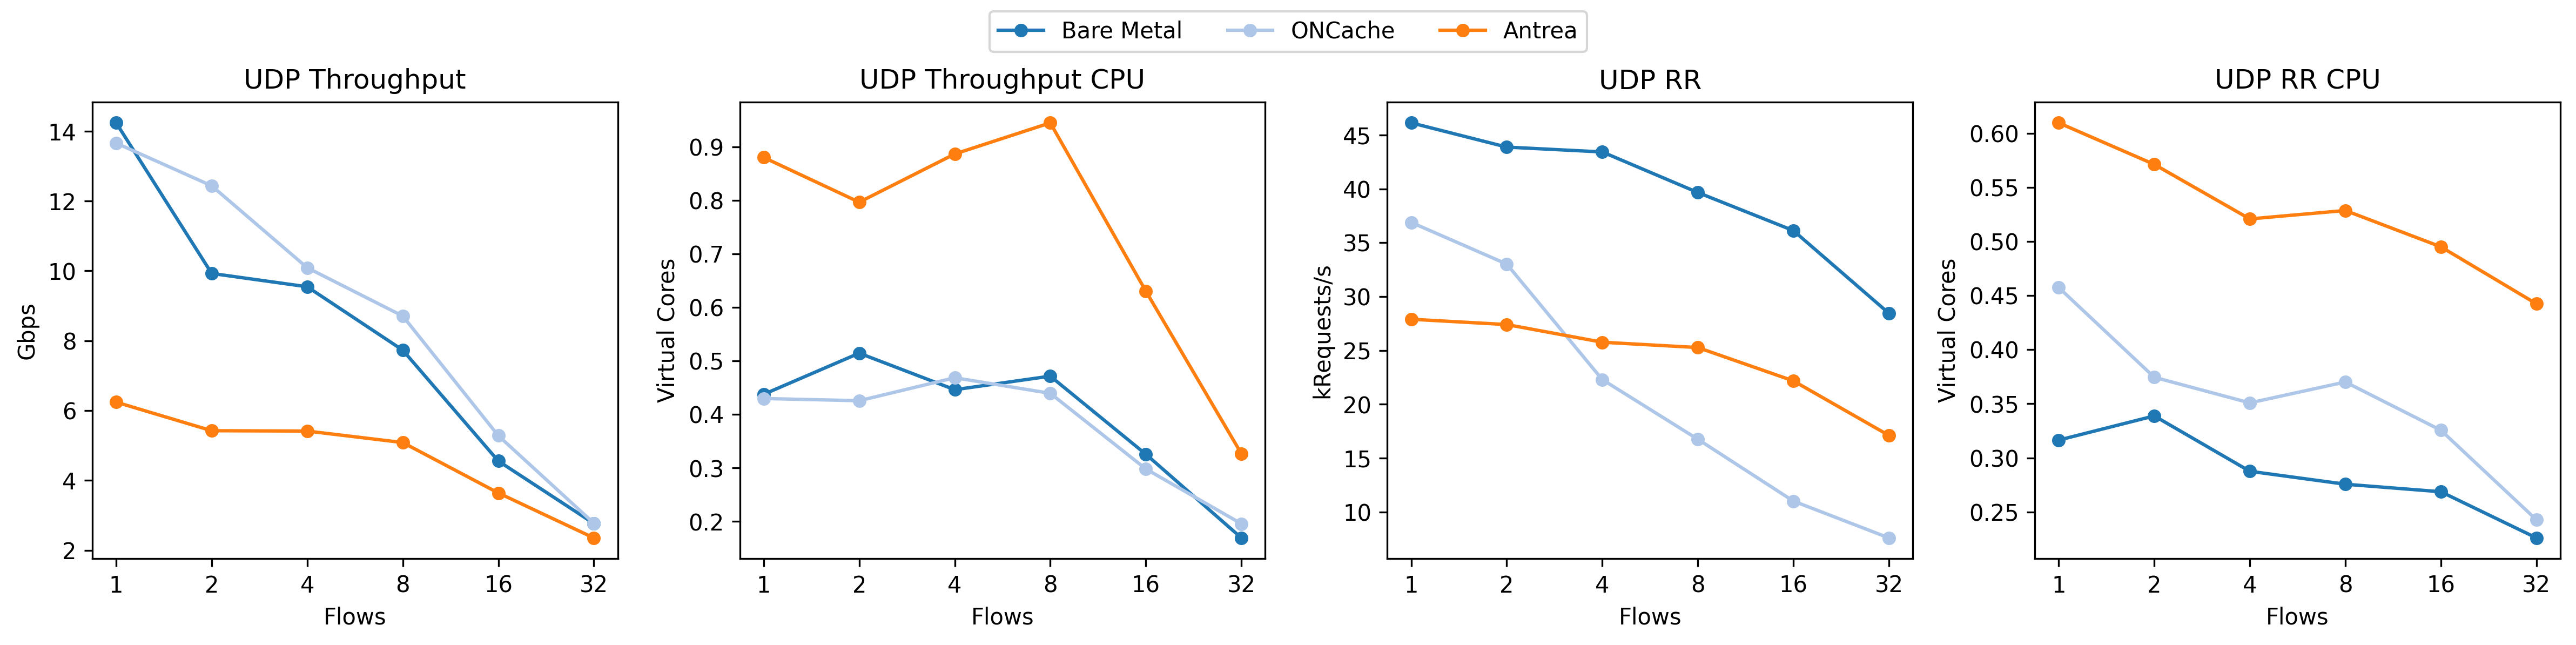 Bare Metal ONCache Antrea
UDP Throughput
14
12
10
8
6
4
2
Gbps
1 2 4 8 16 32
Flows
UDP Throughput CPU
0.9
0.8
0.7
0.6
0.5
0.4
0.3
0.2
Virtual Cores
1 2 4 8 16 32
Flows
UDP RR
45
40
35
30
25
20
15
10
kRequests/s
1 2 4 8 16 32
Flows
UDP RR CPU
0.60
0.55
0.50
0.45
0.40
0.35
0.30
0.25
Virtual Cores
1 2 4 8 16 32
Flows